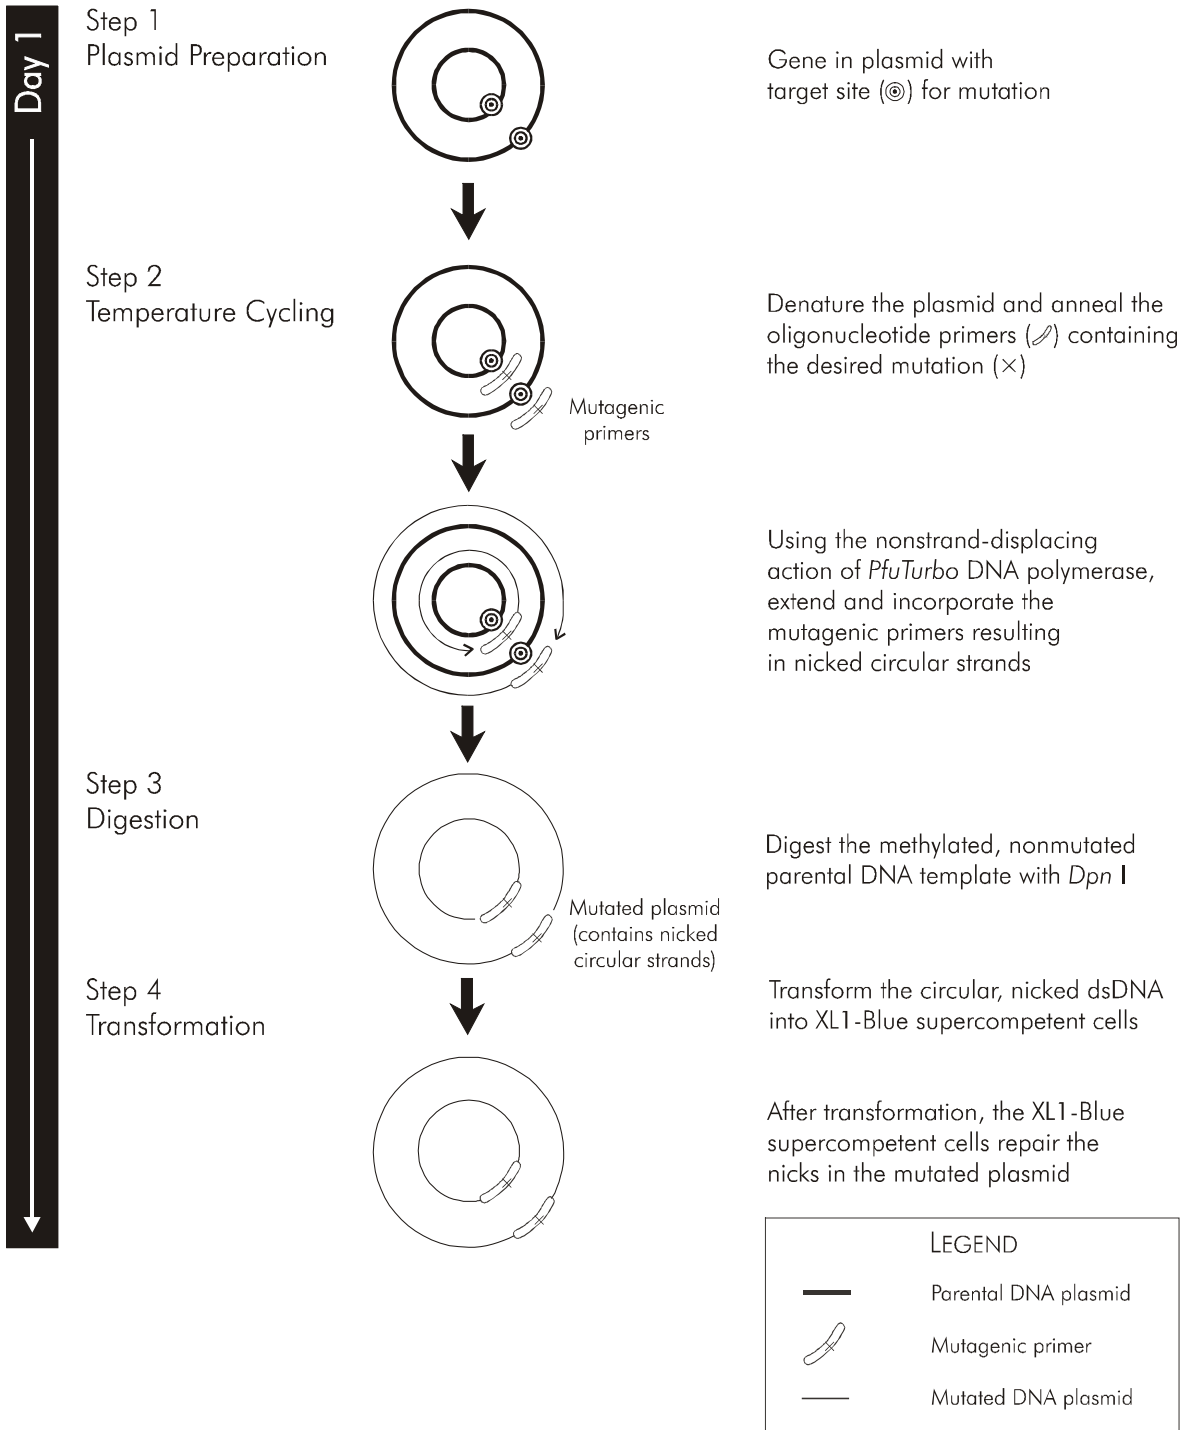 Day 1
Step 1
Plasmid Preparation
Gene in plasmid with
target site () for mutation
Step 2
Temperature Cycling
Denature the plasmid and anneal the
oligonucleotide primers () containing
the desired mutation (×)
Mutagenic
primers
Using the nonstrand-displacing
action of PfuTurbo DNA polymerase,
extend and incorporate the
mutagenic primers resulting
in nicked circular strands
Step 3
Digestion
Digest the methylated, nonmutated
parental DNA template with Dpn I
Mutated plasmid
(contains nicked
circular strands)
Step 4
Transformation
Transform the circular, nicked dsDNA
into XL1-Blue supercompetent cells
After transformation, the XL1-Blue
supercompetent cells repair the
nicks in the mutated plasmid
LEGEND
Parental DNA plasmid
Mutagenic primer
Mutated DNA plasmid